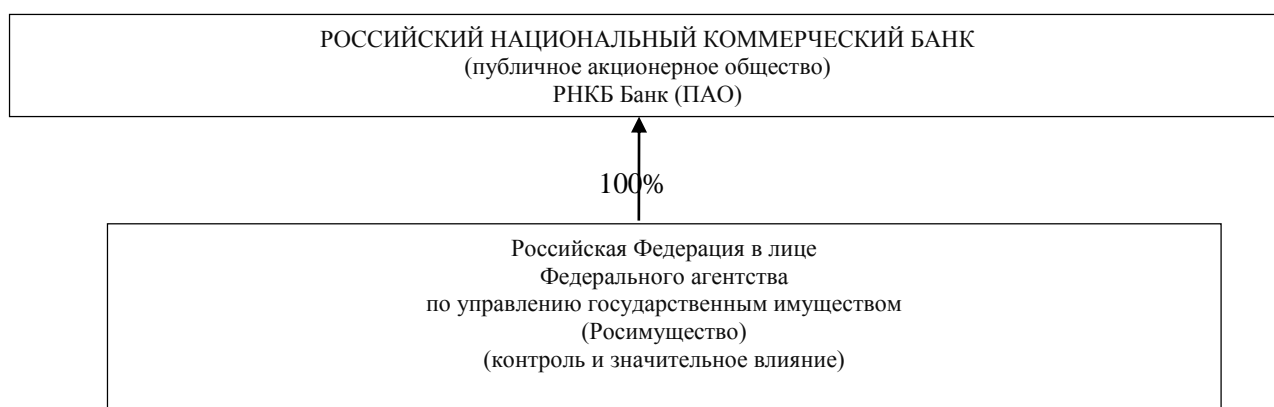 РОССИЙСКИЙ НАЦИОНАЛЬНЫЙ КОММЕРЧЕСКИЙ БАНК
(публичное акционерное общество)
РНКБ Банк (ПАО)
100%
Российская Федерация в лице
Федерального агентства
по управлению государственным имуществом
(Росимущество)
(контроль и значительное влияние)